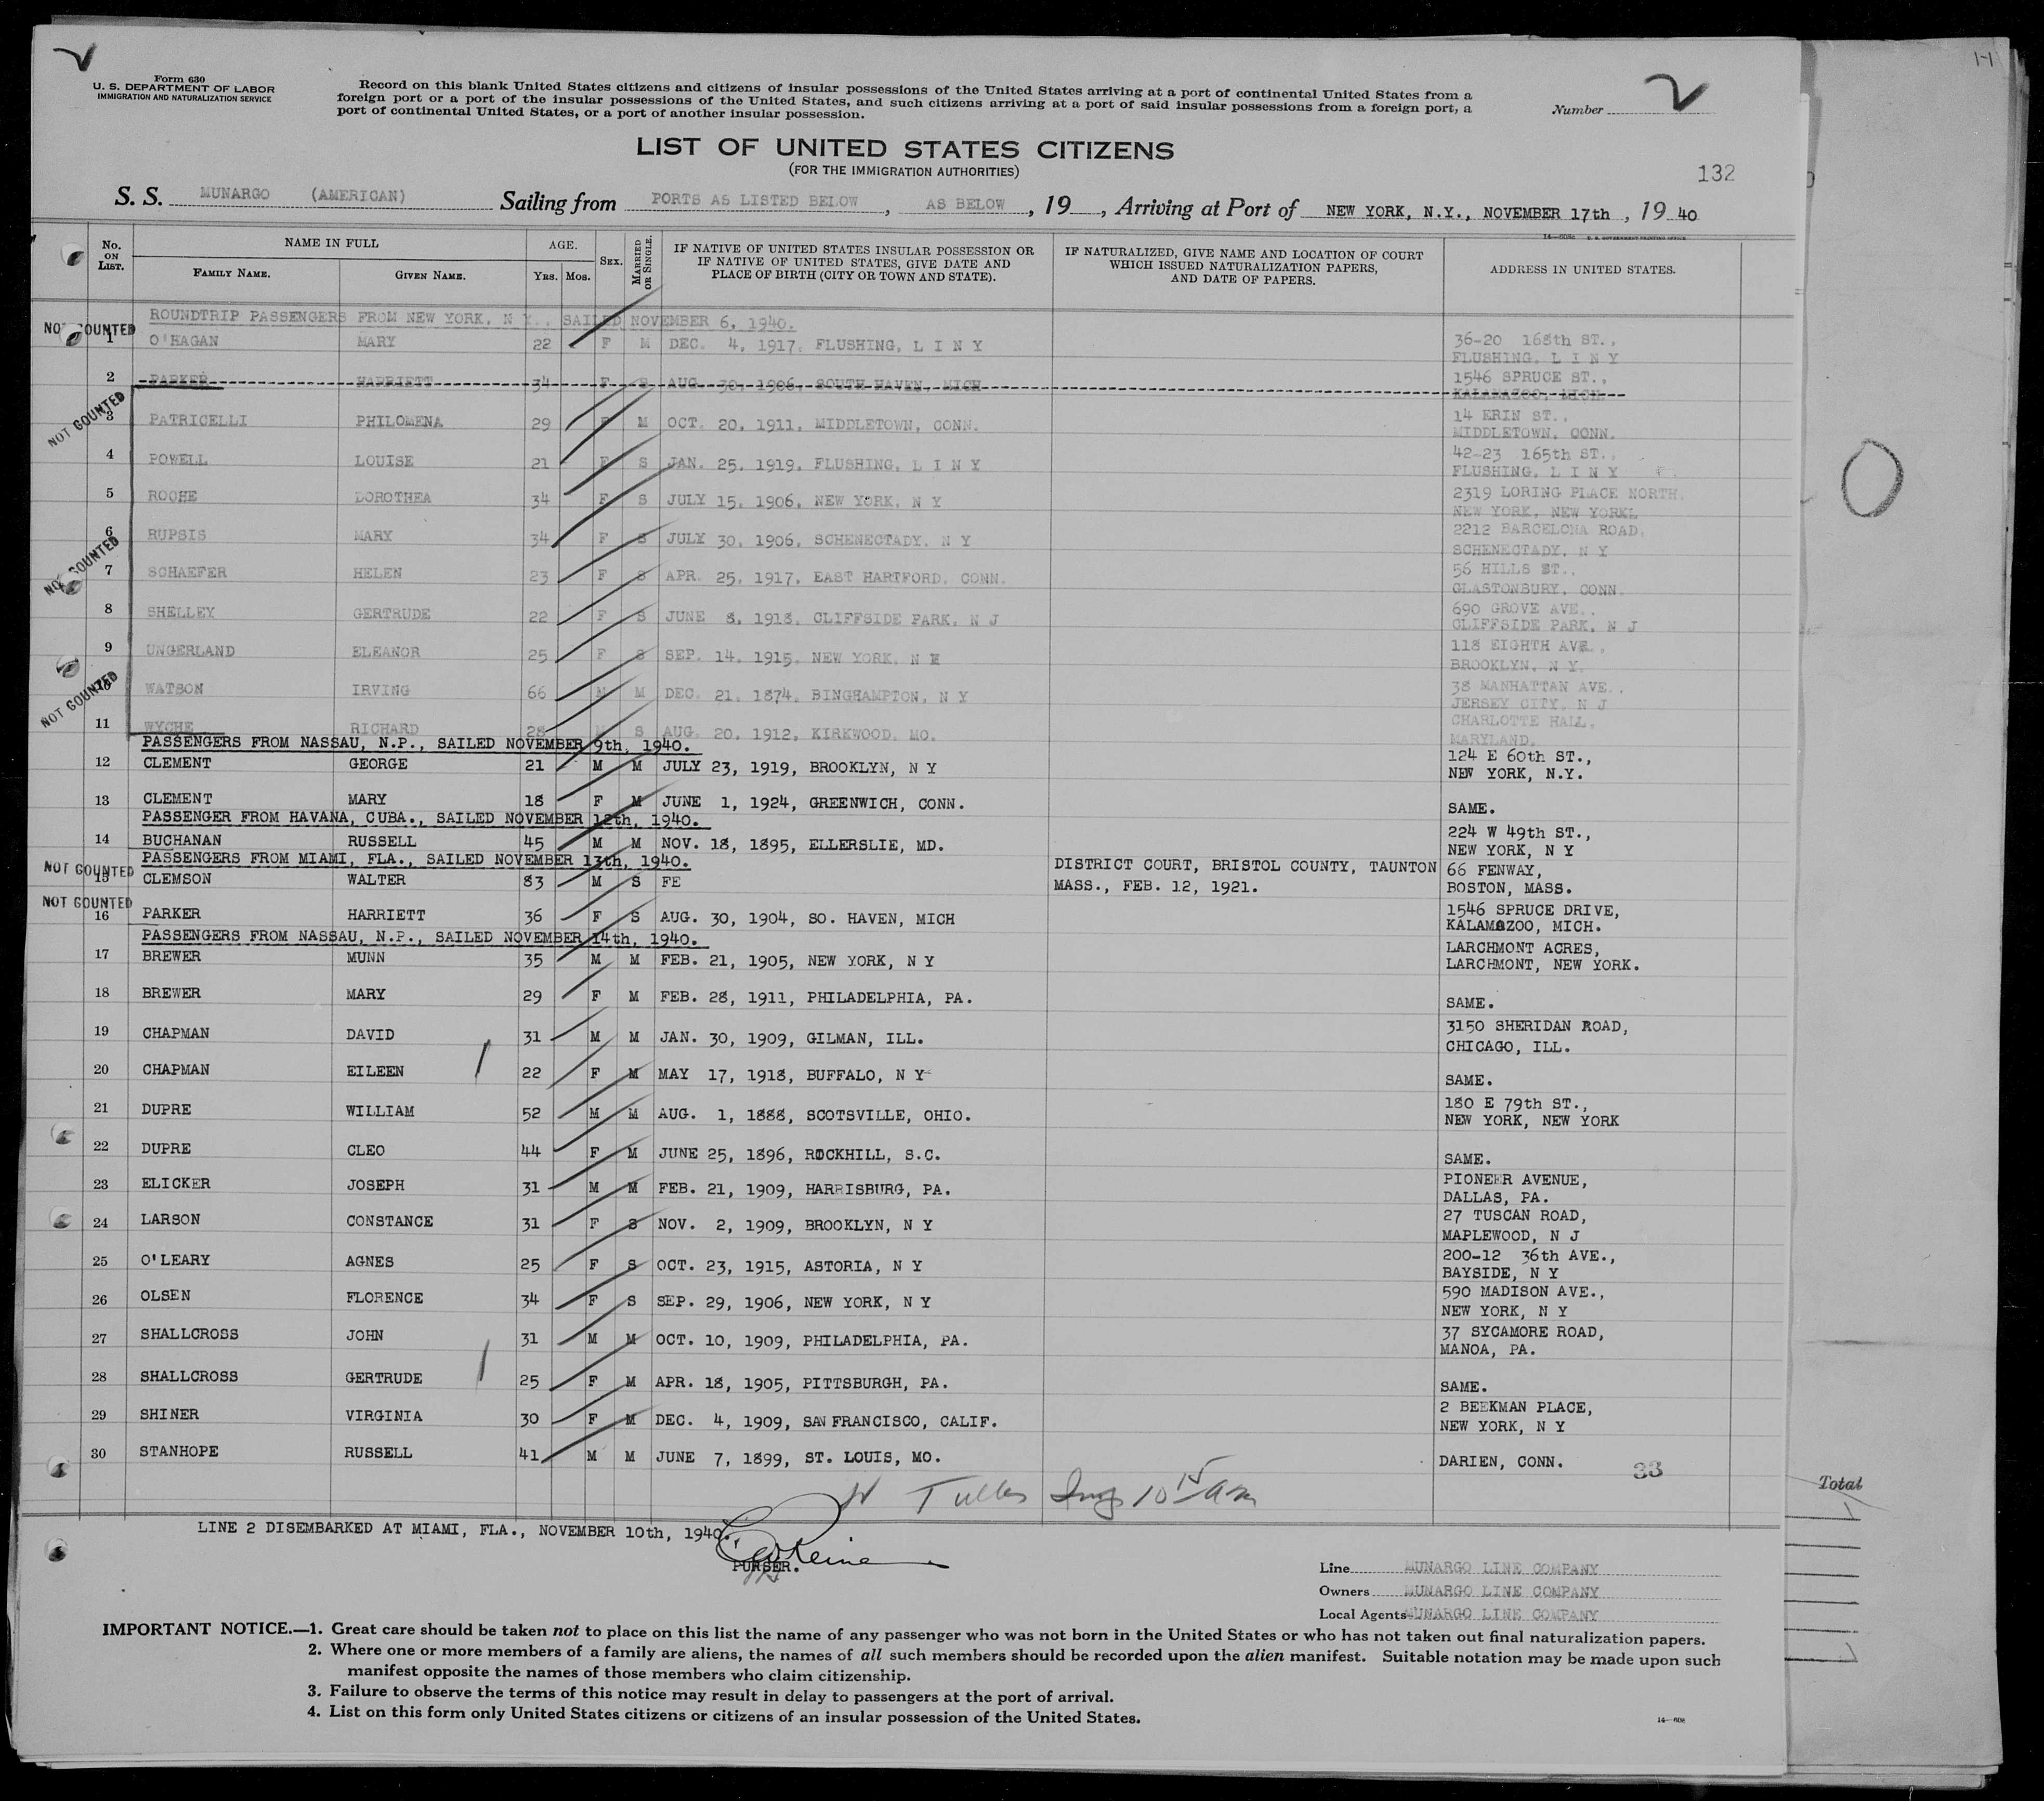 Form 630
U. S. DEPARTMENT OF LABOR
IMMIGRATION AND NATURALIZATION SERVICE
Record on this blank United States citizens and citizens of insular possessions of the United States arriving at a port of continental United States from a
foreign port or a port of the insular possessions of the United States, and such citizens arriving at a port of said insular possessions from a foreign port, a
port of continental United States, or a port of another insular possession.
Number 2
LIST OF UNITED STATES CITIZENS
(FOR THE IMMIGRATION AUTHORITIES)
132
S. S. MUNARGO (AMERICAN) Sailing from PORTS AS LISTED BELOW, AS BELOW, 19 , Arriving at Port of NEW YORK, N.Y., NOVEMBER 17th, 19 40
No. ON LIST. NAME IN FULL AGE. SEX. MARRIED OR SINGLE. IF NATIVE OF UNITED STATES INSULAR POSSESSION OR IF NATIVE OF UNITED STATES, GIVE DATE AND PLACE OF BIRTH (CITY OR TOWN AND STATE). IF NATURALIZED, GIVE NAME AND LOCATION OF COURT WHICH ISSUED NATURALIZATION PAPERS, AND DATE OF PAPERS. ADDRESS IN UNITED STATES.
FAMILY NAME. GIVEN NAME. YRS. MOS.
ROUNDTRIP PASSENGERS FROM NEW YORK, N Y., SAILED NOVEMBER 6, 1940.
NOT COUNTED
1 O'HAGAN MARY 22 F M DEC. 4, 1917, FLUSHING, L I N Y 36-20 168th ST.,
FLUSHING, L I N Y
2 PARKER HARRIETT 34 F S AUG 30, 1906, SOUTH HAVEN, MICH 1546 SPRUCE ST.,
KALAMAZOO, MICH.
NOT COUNTED
3 PATRICELLI PHILOMENA 29 F M OCT. 20, 1911, MIDDLETOWN, CONN. 14 ERIN ST.,
MIDDLETOWN, CONN.
4 POWELL LOUISE 21 F S JAN. 25, 1919, FLUSHING, L I N Y 42-23 165th ST.,
FLUSHING, L I N Y
5 ROCHE DOROTHEA 34 F S JULY 15, 1906, NEW YORK, N Y 2319 LORING PLACE NORTH,
NEW YORK, NEW YORK.
6 RUPSIS MARY 34 F S JULY 30, 1906, SCHENECTADY, N Y 2212 BARCELONA ROAD,
SCHENECTADY, N Y
NOT COUNTED
7 SCHAEFER HELEN 23 F S APR. 25, 1917, EAST HARTFORD, CONN. 56 HILLS ST.,
GLASTONBURY, CONN.
8 SHELLEY GERTRUDE 22 F S JUNE 8, 1918, CLIFFSIDE PARK, N J 690 GROVE AVE.,
CLIFFSIDE PARK, N J
9 UNGERLAND ELEANOR 25 F S SEP. 14, 1915, NEW YORK, N Y 118 EIGHTH AVE.,
BROOKLYN, N Y.
NOT COUNTED
10 WATSON IRVING 66 M M DEC. 21, 1874, BINGHAMPTON, N Y 38 MANHATTAN AVE.,
JERSEY CITY, N J
11 WYCHE RICHARD 28 M S AUG. 20, 1912, KIRKWOOD, MO. CHARLOTTE HALL,
MARYLAND.
PASSENGERS FROM NASSAU, N.P., SAILED NOVEMBER 9th, 1940.
12 CLEMENT GEORGE 21 M M JULY 23, 1919, BROOKLYN, N Y 124 E 60th ST.,
NEW YORK, N.Y.
13 CLEMENT MARY 18 F M JUNE 1, 1924, GREENWICH, CONN. SAME.
PASSENGER FROM HAVANA, CUBA., SAILED NOVEMBER 12th, 1940.
14 BUCHANAN RUSSELL 45 M M NOV. 18, 1895, ELLERSLIE, MD. 224 W 49th ST.,
NEW YORK, N Y
PASSENGERS FROM MIAMI, FLA., SAILED NOVEMBER 13th, 1940.
NOT COUNTED
15 CLEMSON WALTER 83 M S FE DISTRICT COURT, BRISTOL COUNTY, TAUNTON 66 FENWAY,
MASS., FEB. 12, 1921. BOSTON, MASS.
NOT COUNTED
16 PARKER HARRIETT 36 F S AUG. 30, 1904, SO. HAVEN, MICH 1546 SPRUCE DRIVE,
KALAMAZOO, MICH.
PASSENGERS FROM NASSAU, N.P., SAILED NOVEMBER 14th, 1940.
17 BREWER MUNN 35 M M FEB. 21, 1905, NEW YORK, N Y LARCHMONT ACRES,
LARCHMONT, NEW YORK.
18 BREWER MARY 29 F M FEB. 28, 1911, PHILADELPHIA, PA. SAME.
19 CHAPMAN DAVID 31 M M JAN. 30, 1909, GILMAN, ILL. 3150 SHERIDAN ROAD,
CHICAGO, ILL.
20 CHAPMAN EILEEN 22 F M MAY 17, 1918, BUFFALO, N Y SAME.
21 DUPRE WILLIAM 52 M M AUG. 1, 1888, SCOTSVILLE, OHIO. 180 E 79th ST.,
NEW YORK, NEW YORK
22 DUPRE CLEO 44 F M JUNE 25, 1896, ROCKHILL, S.C. SAME.
23 ELICKER JOSEPH 31 M M FEB. 21, 1909, HARRISBURG, PA. PIONEER AVENUE,
DALLAS, PA.
24 LARSON CONSTANCE 31 F S NOV. 2, 1909, BROOKLYN, N Y 27 TUSCAN ROAD,
MAPLEWOOD, N J
25 O'LEARY AGNES 25 F S OCT. 23, 1915, ASTORIA, N Y 200-12 36th AVE.,
BAYSIDE, N Y
26 OLSEN FLORENCE 34 F S SEP. 29, 1906, NEW YORK, N Y 590 MADISON AVE.,
NEW YORK, N Y
27 SHALLCROSS JOHN 31 M M OCT. 10, 1909, PHILADELPHIA, PA. 37 SYCAMORE ROAD,
MANOA, PA.
28 SHALLCROSS GERTRUDE 25 F M APR. 18, 1905, PITTSBURGH, PA. SAME.
29 SHINER VIRGINIA 30 F M DEC. 4, 1909, SAN FRANCISCO, CALIF. 2 BEEKMAN PLACE,
NEW YORK, N Y
30 STANHOPE RUSSELL 41 M M JUNE 7, 1899, ST. LOUIS, MO. DARIEN, CONN. 33
Total
LINE 2 DISEMBARKED AT MIAMI, FLA., NOVEMBER 10th, 1940.
PURSER.
Line MUNARGO LINE COMPANY
Owners MUNARGO LINE COMPANY
Local Agents MUNARGO LINE COMPANY
IMPORTANT NOTICE.—1. Great care should be taken not to place on this list the name of any passenger who was not born in the United States or who has not taken out final naturalization papers.
2. Where one or more members of a family are aliens, the names of all such members should be recorded upon the alien manifest. Suitable notation may be made upon such
manifest opposite the names of those members who claim citizenship.
3. Failure to observe the terms of this notice may result in delay to passengers at the port of arrival.
4. List on this form only United States citizens or citizens of an insular possession of the United States.
14—608